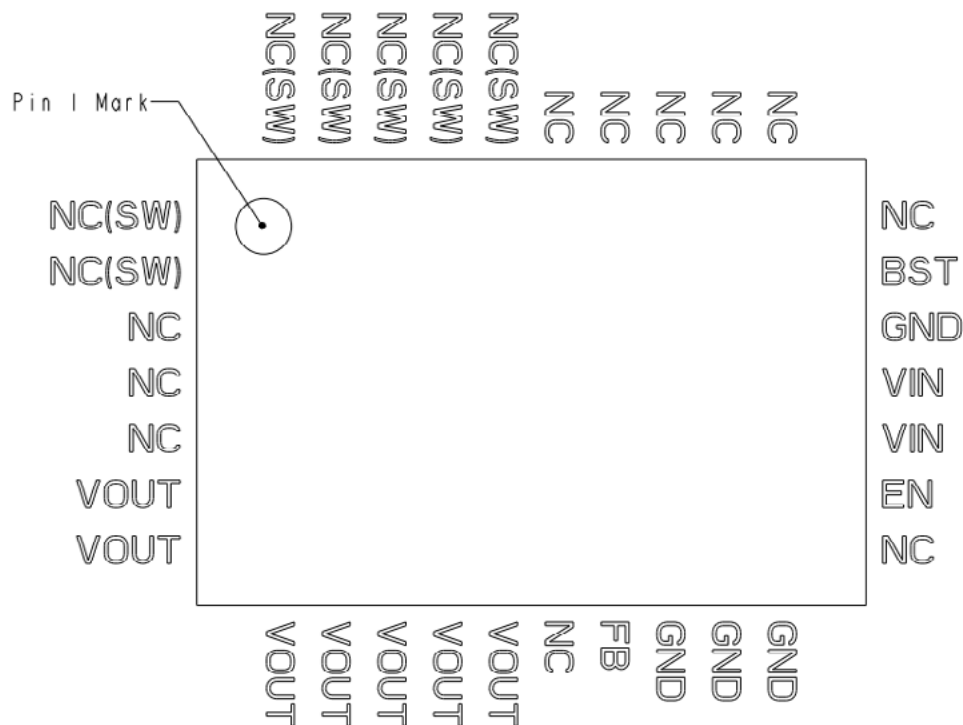 NC(SW) NC(SW) NC(SW) NC(SW) NC(SW) NC NC NC NC NC
Pin 1 Mark
NC(SW) NC
NC(SW) BST
NC GND
NC VIN
NC VIN
VOUT EN
VOUT NC
VOUT VOUT VOUT VOUT VOUT NC FB GND GND GND